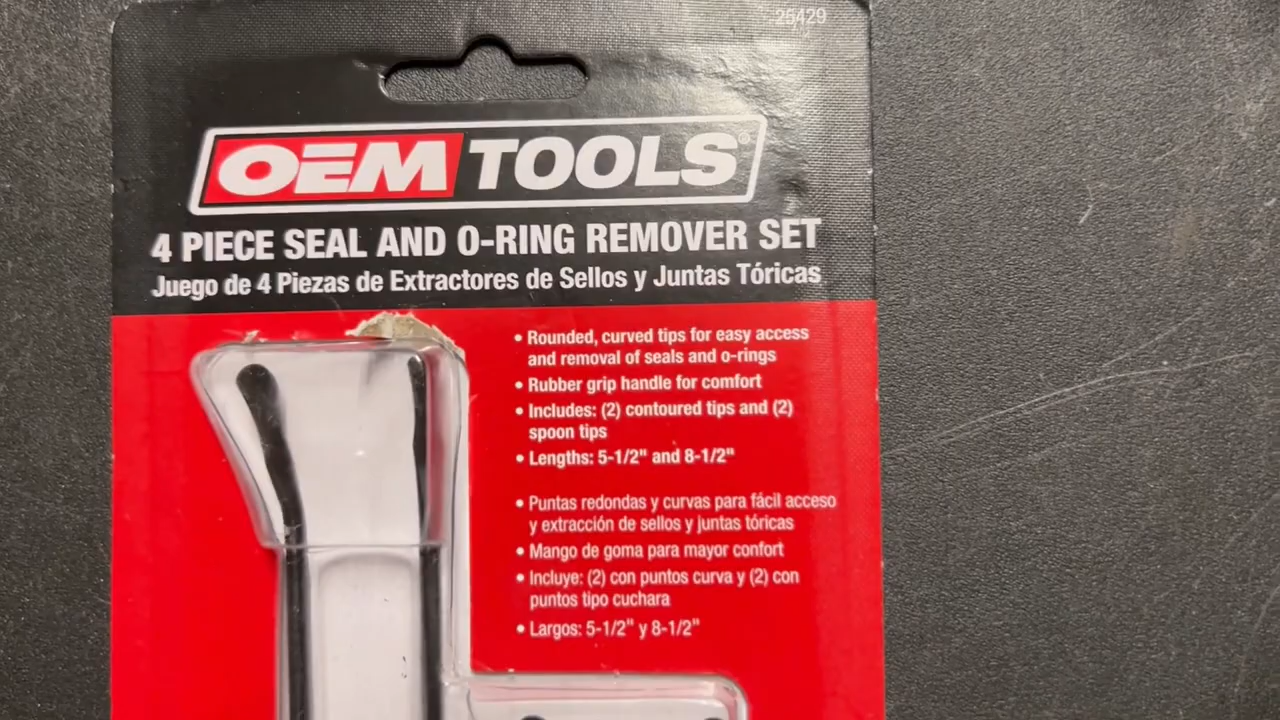 25429
OEM TOOLS®
4 PIECE SEAL AND O-RING REMOVER SET
Juego de 4 Piezas de Extractores de Sellos y Juntas Tóricas
• Rounded, curved tips for easy access
and removal of seals and o-rings
• Rubber grip handle for comfort
• Includes: (2) contoured tips and (2)
spoon tips
• Lengths: 5-1/2" and 8-1/2"
• Puntas redondas y curvas para fácil acceso
y extracción de sellos y juntas tóricas
• Mango de goma para mayor confort
• Incluye: (2) con puntos curva y (2) con
puntos tipo cuchara
• Largos: 5-1/2" y 8-1/2"